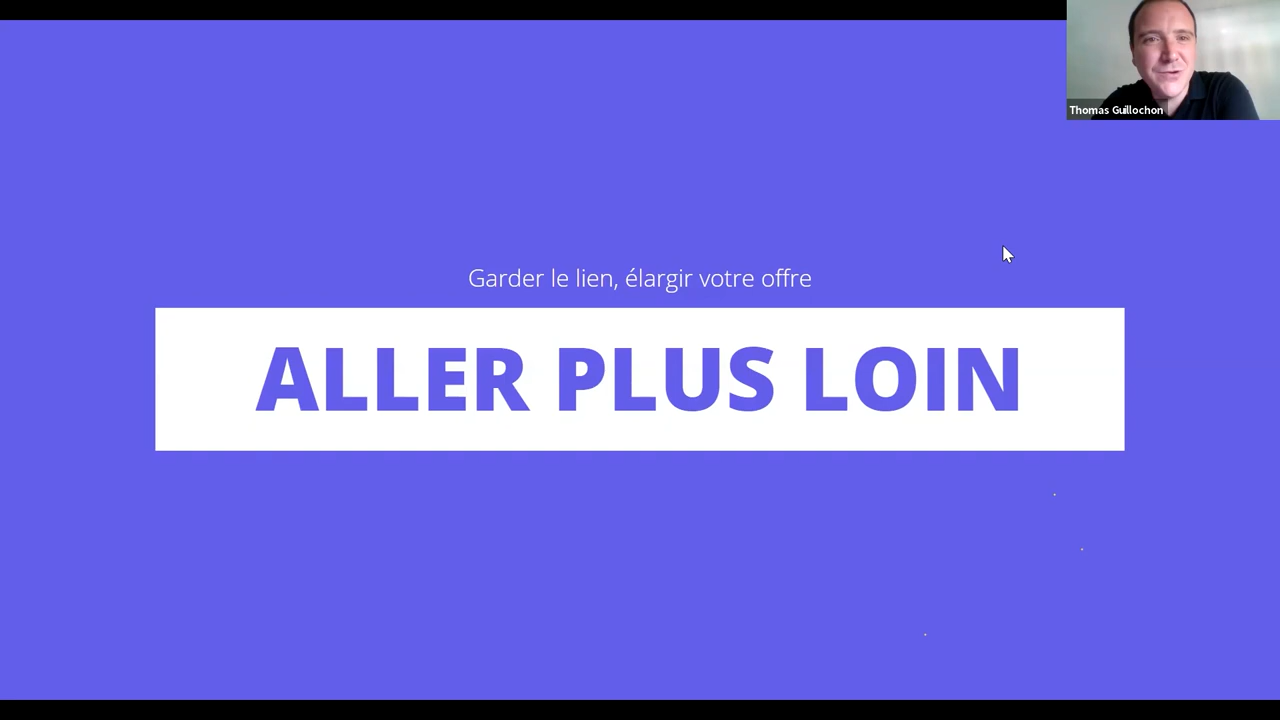 Thomas Guillochon
Garder le lien, élargir votre offre
ALLER PLUS LOIN